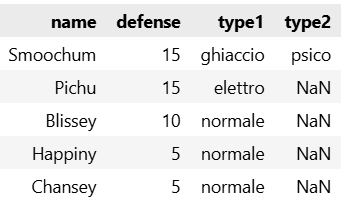 name defense type1 type2
Smoochum 15 ghiaccio psico
Pichu 15 elettro NaN
Blissey 10 normale NaN
Happiny 5 normale NaN
Chansey 5 normale NaN